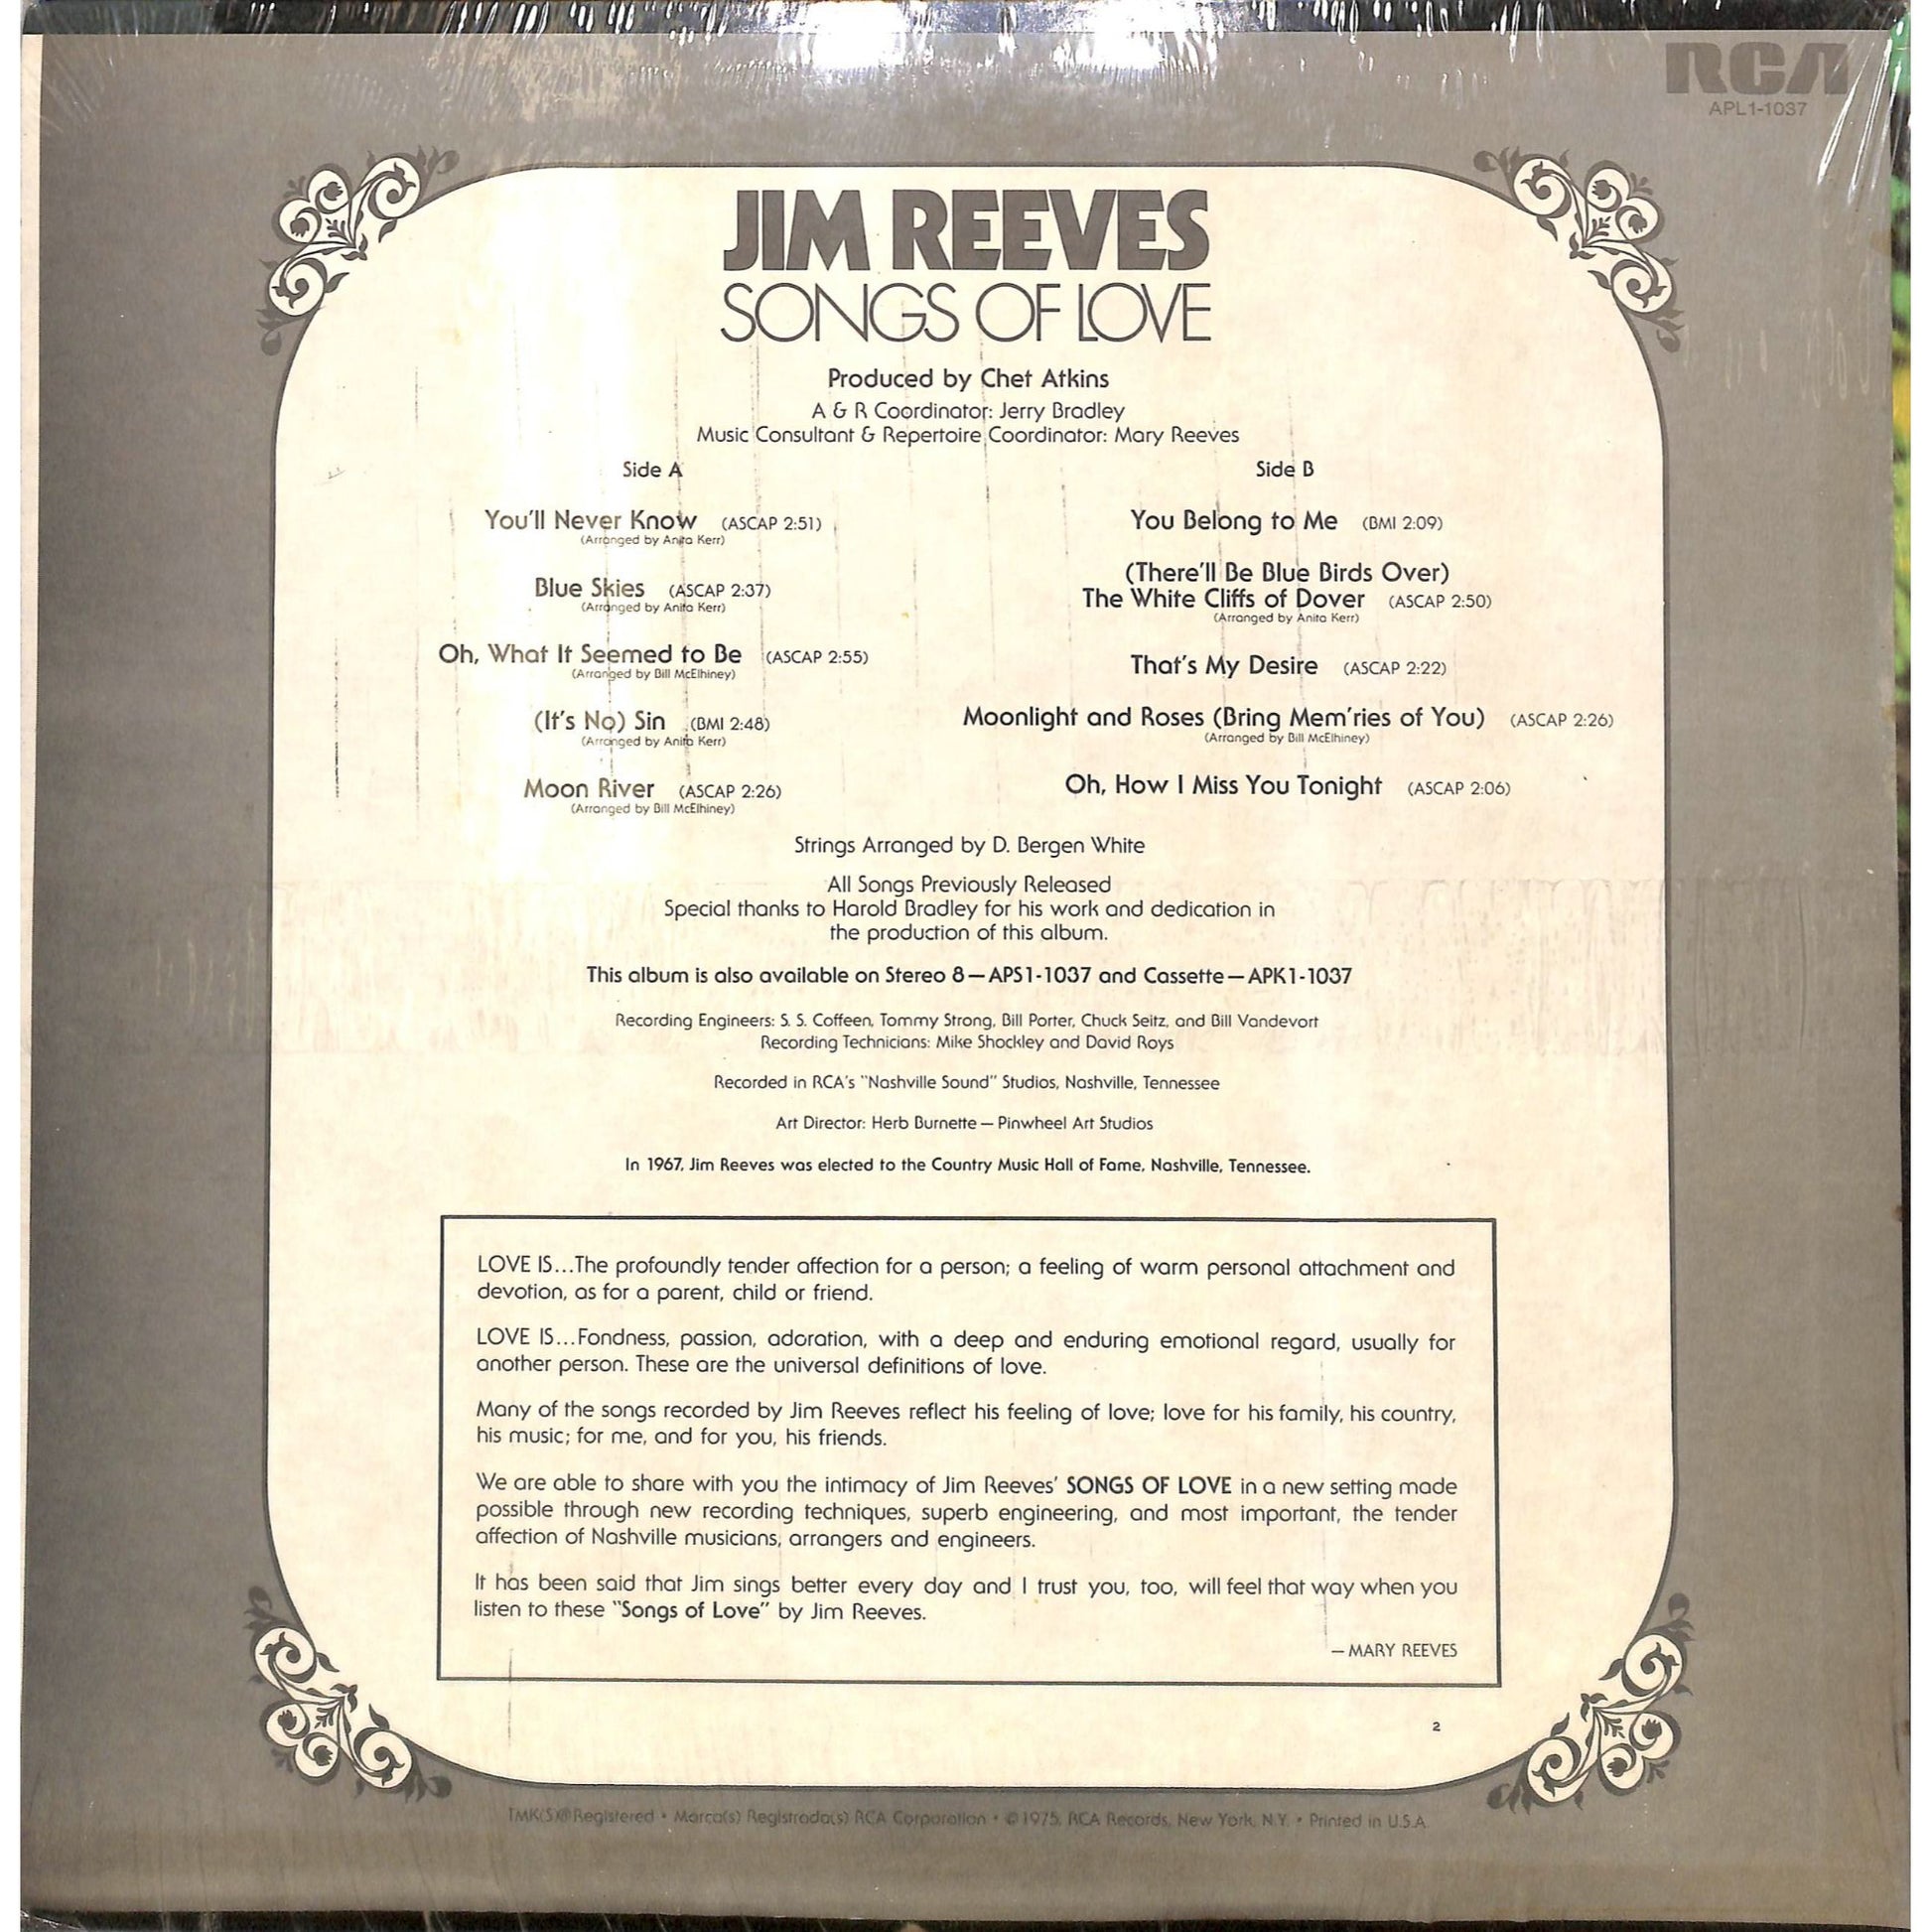 RCA
APL1-1037
JIM REEVES
SONGS OF LOVE
Produced by Chet Atkins
A & R Coordinator: Jerry Bradley
Music Consultant & Repertoire Coordinator: Mary Reeves
Side A
You'll Never Know (ASCAP 2:51)
(Arranged by Anita Kerr)
Blue Skies (ASCAP 2:37)
(Arranged by Anita Kerr)
Oh, What It Seemed to Be (ASCAP 2:55)
(Arranged by Bill McElhiney)
(It's No) Sin (BMI 2:48)
(Arranged by Anita Kerr)
Moon River (ASCAP 2:26)
(Arranged by Bill McElhiney)
Side B
You Belong to Me (BMI 2:09)
(There'll Be Blue Birds Over)
The White Cliffs of Dover (ASCAP 2:50)
(Arranged by Anita Kerr)
That's My Desire (ASCAP 2:22)
Moonlight and Roses (Bring Mem'ries of You) (ASCAP 2:26)
(Arranged by Bill McElhiney)
Oh, How I Miss You Tonight (ASCAP 2:06)
Strings Arranged by D. Bergen White
All Songs Previously Released
Special thanks to Harold Bradley for his work and dedication in
the production of this album.
This album is also available on Stereo 8—APS1-1037 and Cassette—APK1-1037
Recording Engineers: S. S. Coffeen, Tommy Strong, Bill Porter, Chuck Seitz, and Bill Vandevort
Recording Technicians: Mike Shockley and David Roys
Recorded in RCA's "Nashville Sound" Studios, Nashville, Tennessee
Art Director: Herb Burnette — Pinwheel Art Studios
In 1967, Jim Reeves was elected to the Country Music Hall of Fame, Nashville, Tennessee.
LOVE IS...The profoundly tender affection for a person; a feeling of warm personal attachment and
devotion, as for a parent, child or friend.
LOVE IS...Fondness, passion, adoration, with a deep and enduring emotional regard, usually for
another person. These are the universal definitions of love.
Many of the songs recorded by Jim Reeves reflect his feeling of love; love for his family, his country,
his music; for me, and for you, his friends.
We are able to share with you the intimacy of Jim Reeves' SONGS OF LOVE in a new setting made
possible through new recording techniques, superb engineering, and most important, the tender
affection of Nashville musicians, arrangers and engineers.
It has been said that Jim sings better every day and I trust you, too, will feel that way when you
listen to these "Songs of Love" by Jim Reeves.
— MARY REEVES
2
TMK(S)® Registered • Marca(s) Registrada(s) RCA Corporation • © 1975, RCA Records, New York, N.Y. • Printed in U.S.A.